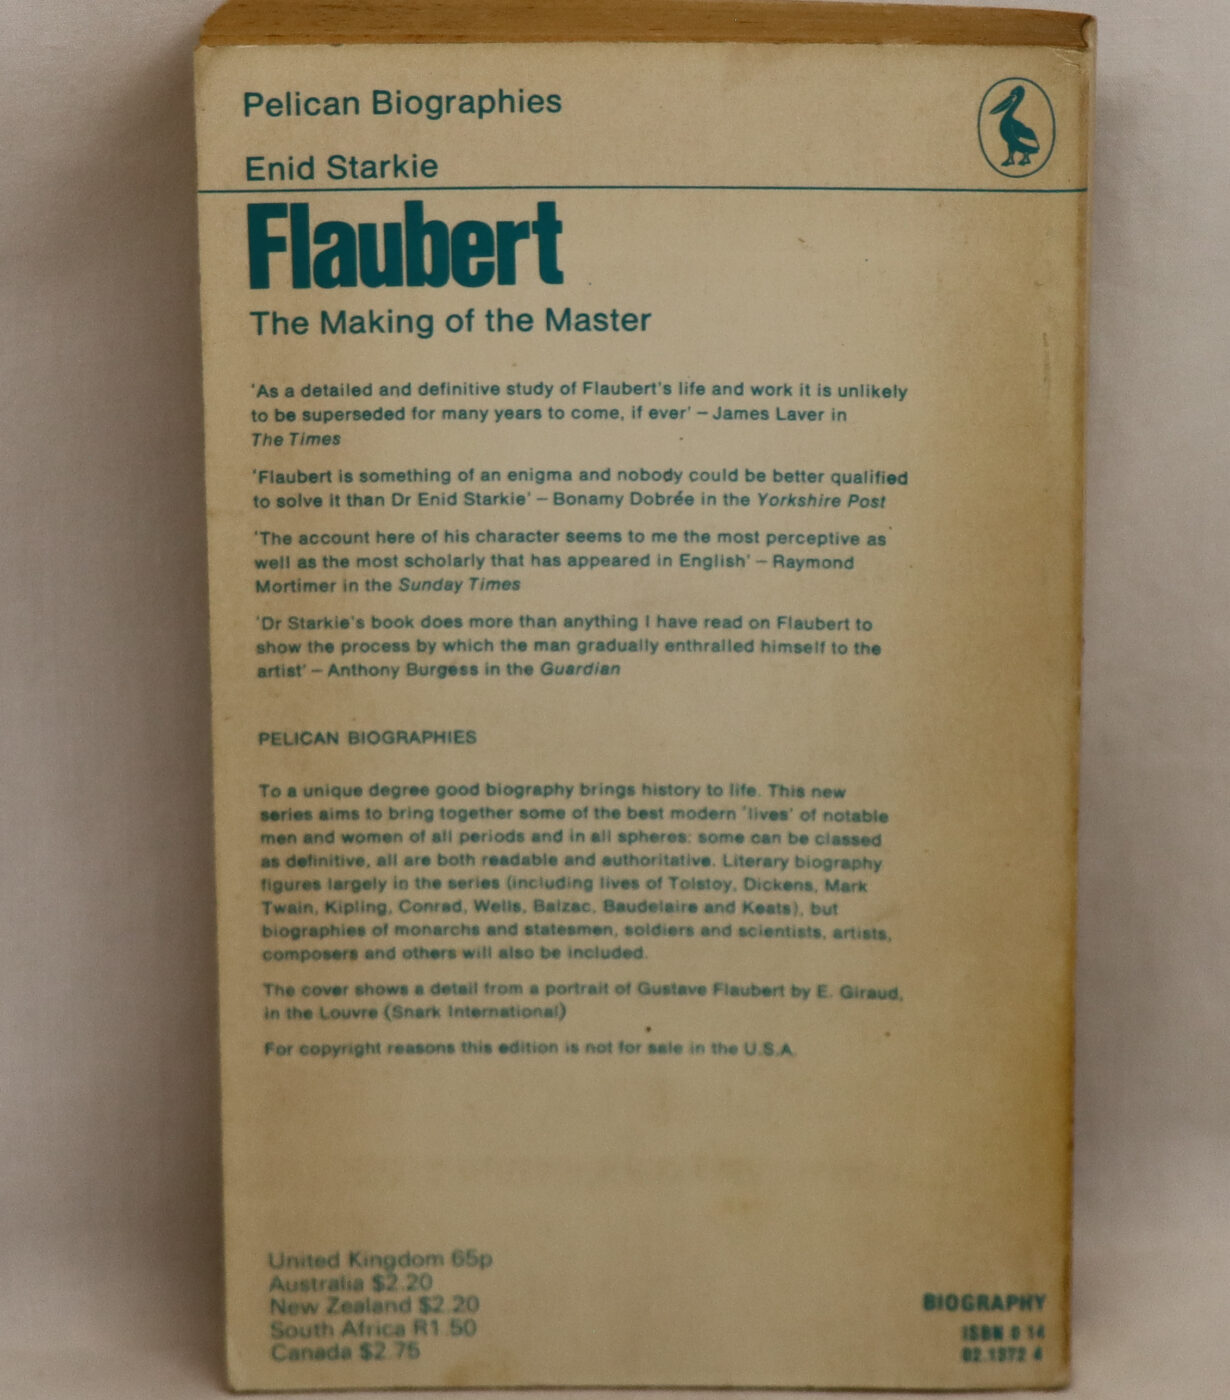 Pelican Biographies
Enid Starkie
Flaubert
The Making of the Master
'As a detailed and definitive study of Flaubert's life and work it is unlikely
to be superseded for many years to come, if ever' – James Laver in
The Times
'Flaubert is something of an enigma and nobody could be better qualified
to solve it than Dr Enid Starkie' – Bonamy Dobrée in the Yorkshire Post
'The account here of his character seems to me the most perceptive as
well as the most scholarly that has appeared in English' – Raymond
Mortimer in the Sunday Times
'Dr Starkie's book does more than anything I have read on Flaubert to
show the process by which the man gradually enthralled himself to the
artist' – Anthony Burgess in the Guardian
PELICAN BIOGRAPHIES
To a unique degree good biography brings history to life. This new
series aims to bring together some of the best modern 'lives' of notable
men and women of all periods and in all spheres: some can be classed
as definitive, all are both readable and authoritative. Literary biography
figures largely in the series (including lives of Tolstoy, Dickens, Mark
Twain, Kipling, Conrad, Wells, Balzac, Baudelaire and Keats), but
biographies of monarchs and statesmen, soldiers and scientists, artists,
composers and others will also be included.
The cover shows a detail from a portrait of Gustave Flaubert by E. Giraud,
in the Louvre (Snark International)
For copyright reasons this edition is not for sale in the U.S.A.
United Kingdom 65p
Australia $2.20
New Zealand $2.20
South Africa R1.50
Canada $2.75
BIOGRAPHY
ISBN 0 14
02.1372 4